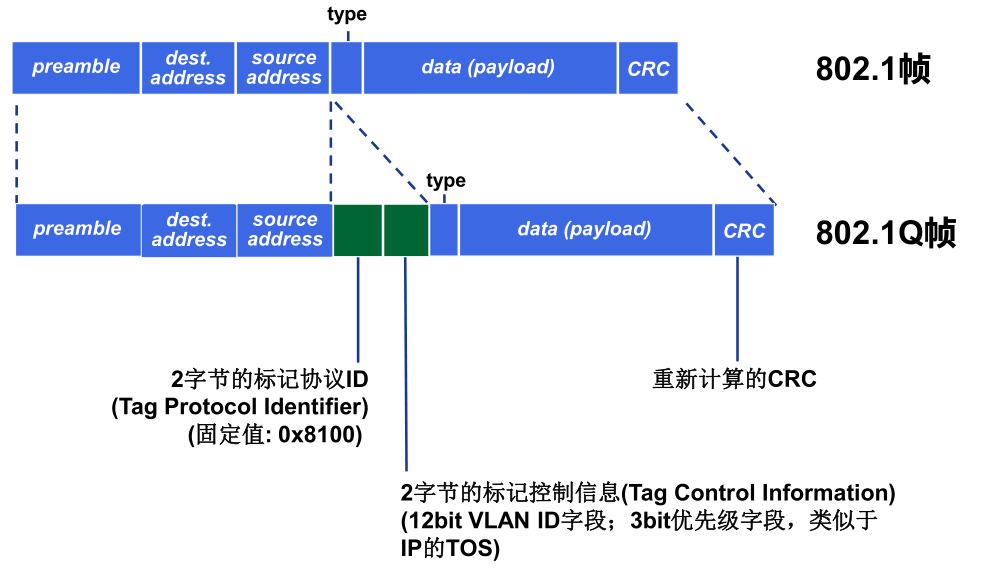 type
preamble
dest.
address
source
address
data (payload)
CRC
802.1帧
type
preamble
dest.
address
source
address
data (payload)
CRC
802.1Q帧
2字节的标记协议ID
(Tag Protocol Identifier)
(固定值: 0x8100)
重新计算的CRC
2字节的标记控制信息(Tag Control Information)
(12bit VLAN ID字段；3bit优先级字段，类似于
IP的TOS)